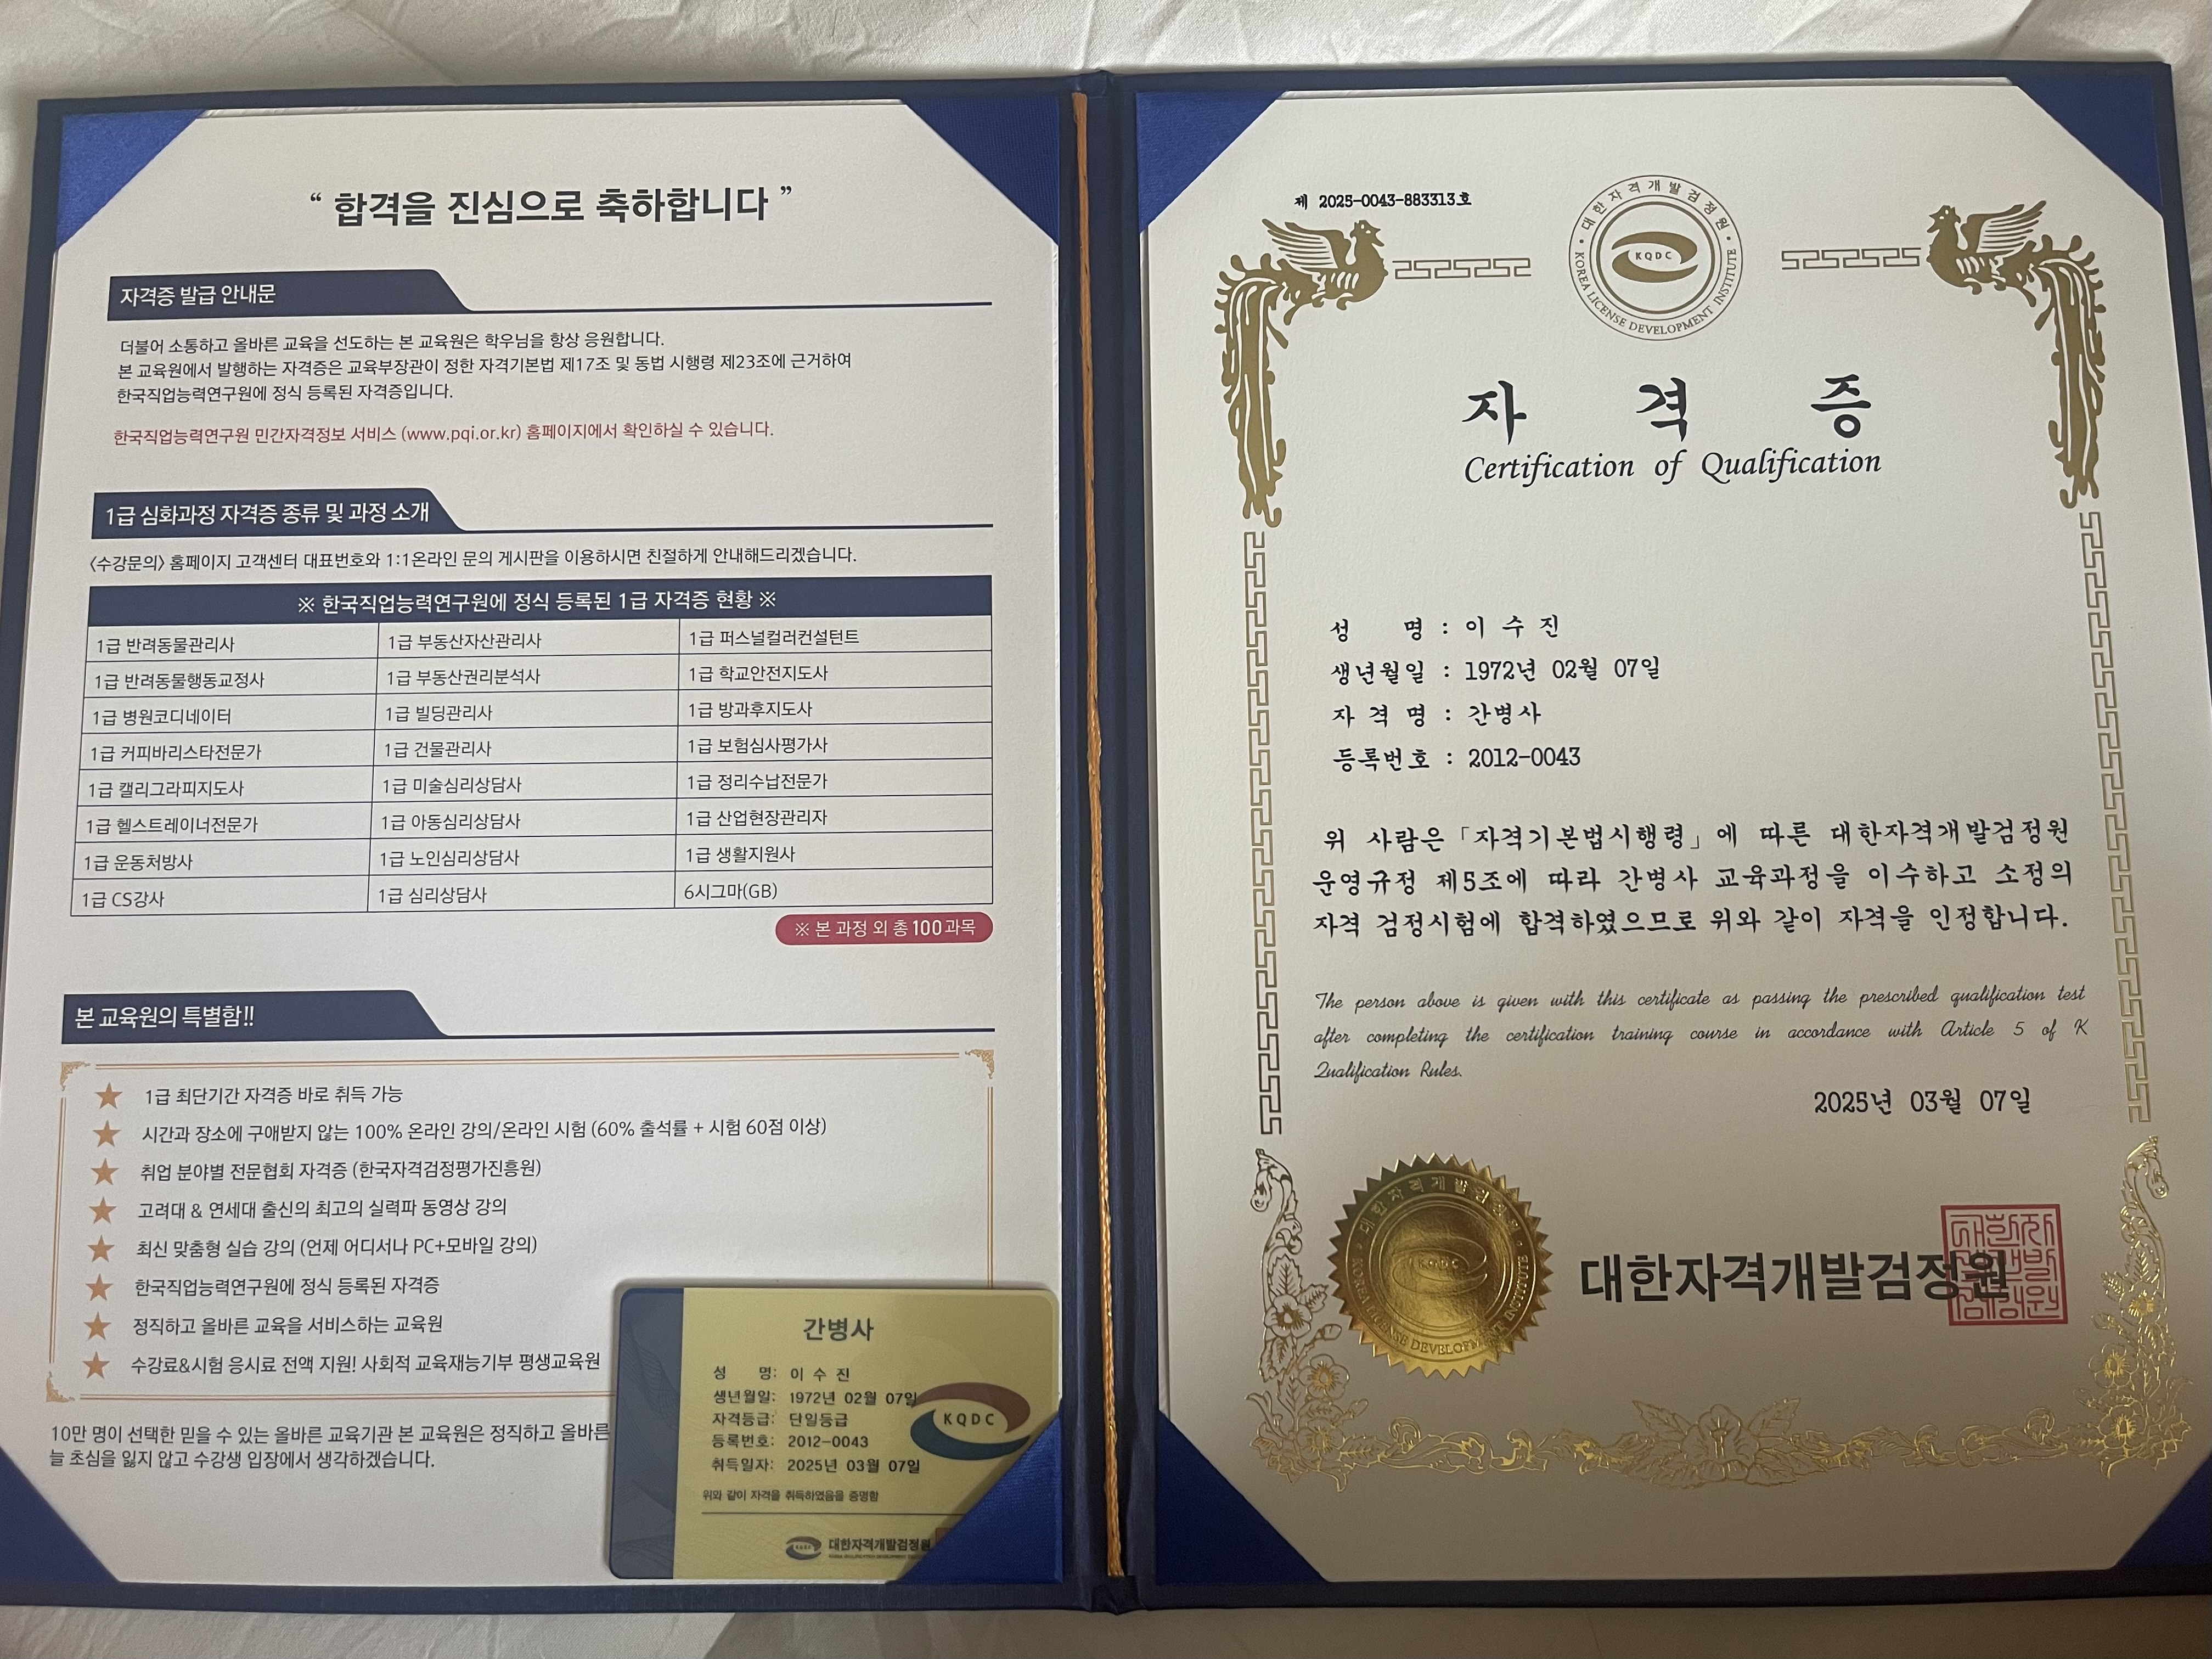 “ 합격을 진심으로 축하합니다 ”
자격증 발급 안내문
더불어 소통하고 올바른 교육을 선도하는 본 교육원은 학우님을 항상 응원합니다.
본 교육원에서 발행하는 자격증은 교육부장관이 정한 자격기본법 제17조 및 동법 시행령 제23조에 근거하여
한국직업능력연구원에 정식 등록된 자격증입니다.
한국직업능력연구원 민간자격정보 서비스 (www.pqi.or.kr) 홈페이지에서 확인하실 수 있습니다.
1급 심화과정 자격증 종류 및 과정 소개
<수강문의> 홈페이지 고객센터 대표번호와 1:1온라인 문의 게시판을 이용하시면 친절하게 안내해드리겠습니다.
※ 한국직업능력연구원에 정식 등록된 1급 자격증 현황 ※
1급 반려동물관리사 1급 부동산자산관리사 1급 퍼스널컬러컨설턴트
1급 반려동물행동교정사 1급 부동산권리분석사 1급 학교안전지도사
1급 병원코디네이터 1급 빌딩관리사 1급 방과후지도사
1급 커피바리스타전문가 1급 건물관리사 1급 보험심사평가사
1급 캘리그라피지도사 1급 미술심리상담사 1급 정리수납전문가
1급 헬스트레이너전문가 1급 아동심리상담사 1급 산업현장관리자
1급 운동처방사 1급 노인심리상담사 1급 생활지원사
1급 CS강사 1급 심리상담사 6시그마(GB)
※ 본 과정 외 총 100과목
본 교육원의 특별함!!
★ 1급 최단기간 자격증 바로 취득 가능
★ 시간과 장소에 구애받지 않는 100% 온라인 강의/온라인 시험 (60% 출석률 + 시험 60점 이상)
★ 취업 분야별 전문협회 자격증 (한국자격검정평가진흥원)
★ 고려대 & 연세대 출신의 최고의 실력파 동영상 강의
★ 최신 맞춤형 실습 강의 (언제 어디서나 PC+모바일 강의)
★ 한국직업능력연구원에 정식 등록된 자격증
★ 정직하고 올바른 교육을 서비스하는 교육원
★ 수강료&시험 응시료 전액 지원! 사회적 교육재능기부 평생교육원
10만 명이 선택한 믿을 수 있는 올바른 교육기관 본 교육원은 정직하고 올바른
늘 초심을 잃지 않고 수강생 입장에서 생각하겠습니다.
간병사
성 명: 이 수 진
생년월일: 1972년 02월 07일
자격등급: 단일등급
등록번호: 2012-0043
취득일자: 2025년 03월 07일
위와 같이 자격을 취득하였음을 증명함
KQDC
대한자격개발검정원
제 2025-0043-883313호
대한자격개발검정원
KQDC
KOREA LICENSE DEVELOPMENT INSTITUTE
자 격 증
Certification of Qualification
성 명 : 이 수 진
생년월일 : 1972년 02월 07일
자 격 명 : 간병사
등록번호 : 2012-0043
위 사람은 「자격기본법시행령」에 따른 대한자격개발검정원
운영규정 제5조에 따라 간병사 교육과정을 이수하고 소정의
자격 검정시험에 합격하였으므로 위와 같이 자격을 인정합니다.
The person above is given with this certificate as passing the prescribed qualification test
after completing the certification training course in accordance with Article 5 of K
Qualification Rules.
2025년 03월 07일
대한자격개발검정원
KQDC
KOREA LICENSE DEVELOPMENT INSTITUTE
대한자격개발검정원